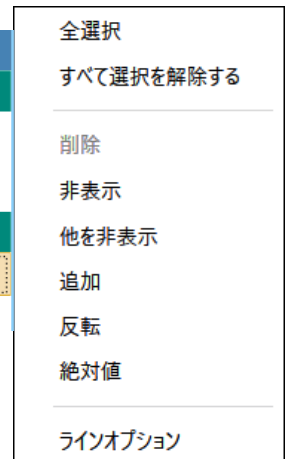 全選択
すべて選択を解除する
削除
非表示
他を非表示
追加
反転
絶対値
ラインオプション